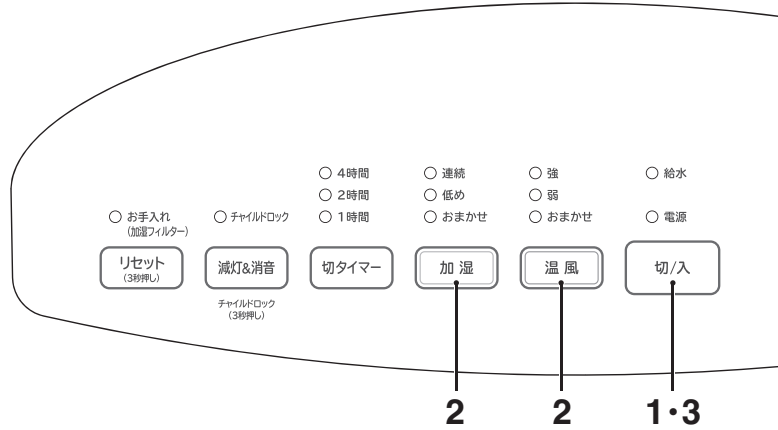 4時間
2時間
1時間
連続
低め
おまかせ
強
弱
おまかせ
給水
電源
お手入れ
(加湿フィルター)
チャイルドロック
リセット
(3秒押し)
減灯&消音
切タイマー
加湿
温風
切/入
チャイルドロック
(3秒押し)
2
2
1・3